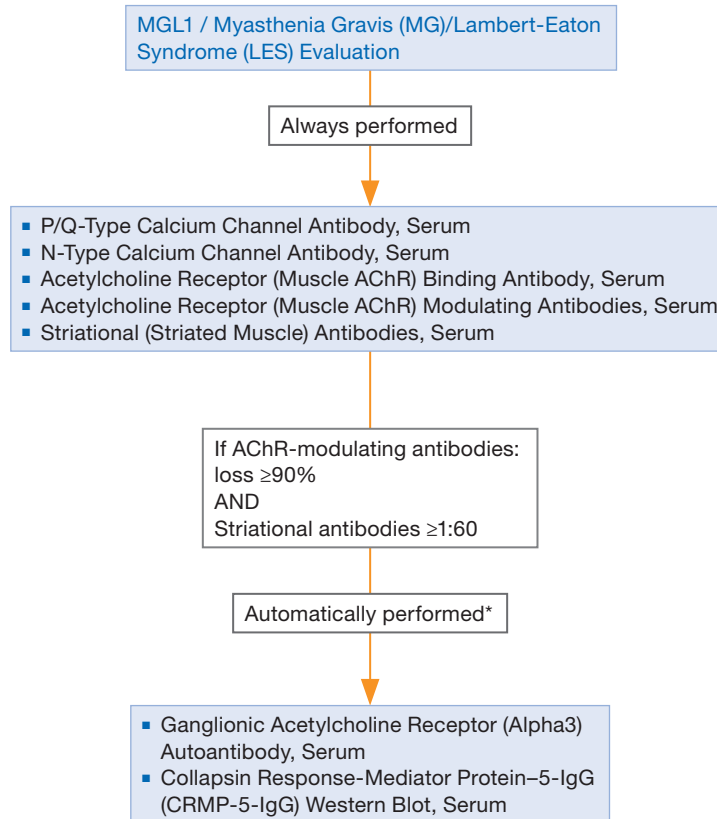 MGL1 / Myasthenia Gravis (MG)/Lambert-Eaton
Syndrome (LES) Evaluation
Always performed
▪ P/Q-Type Calcium Channel Antibody, Serum
▪ N-Type Calcium Channel Antibody, Serum
▪ Acetylcholine Receptor (Muscle AChR) Binding Antibody, Serum
▪ Acetylcholine Receptor (Muscle AChR) Modulating Antibodies, Serum
▪ Striational (Striated Muscle) Antibodies, Serum
If AChR-modulating antibodies:
loss ≥90%
AND
Striational antibodies ≥1:60
Automatically performed*
▪ Ganglionic Acetylcholine Receptor (Alpha3)
Autoantibody, Serum
▪ Collapsin Response-Mediator Protein–5-IgG
(CRMP-5-IgG) Western Blot, Serum